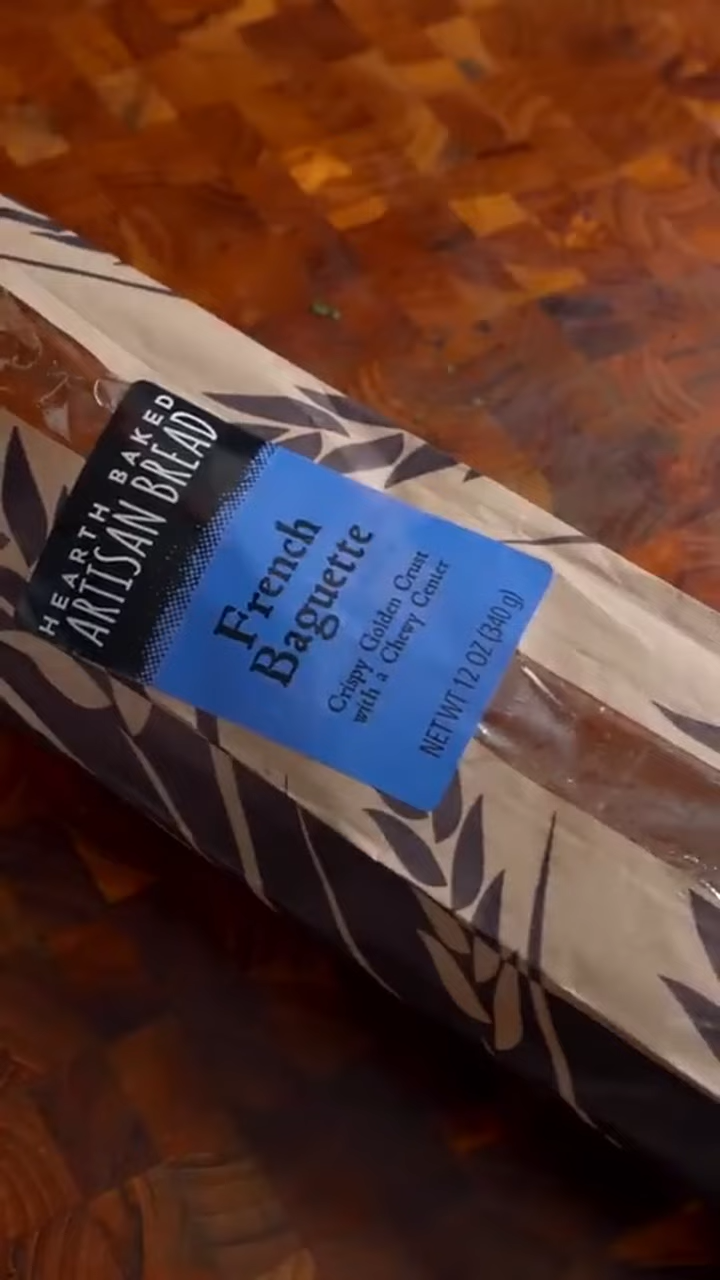 HEARTH BAKED
ARTISAN BREAD
French
Baguette
Crispy Golden Crust
with a Chewy Center
NET WT 12 OZ (340 g)